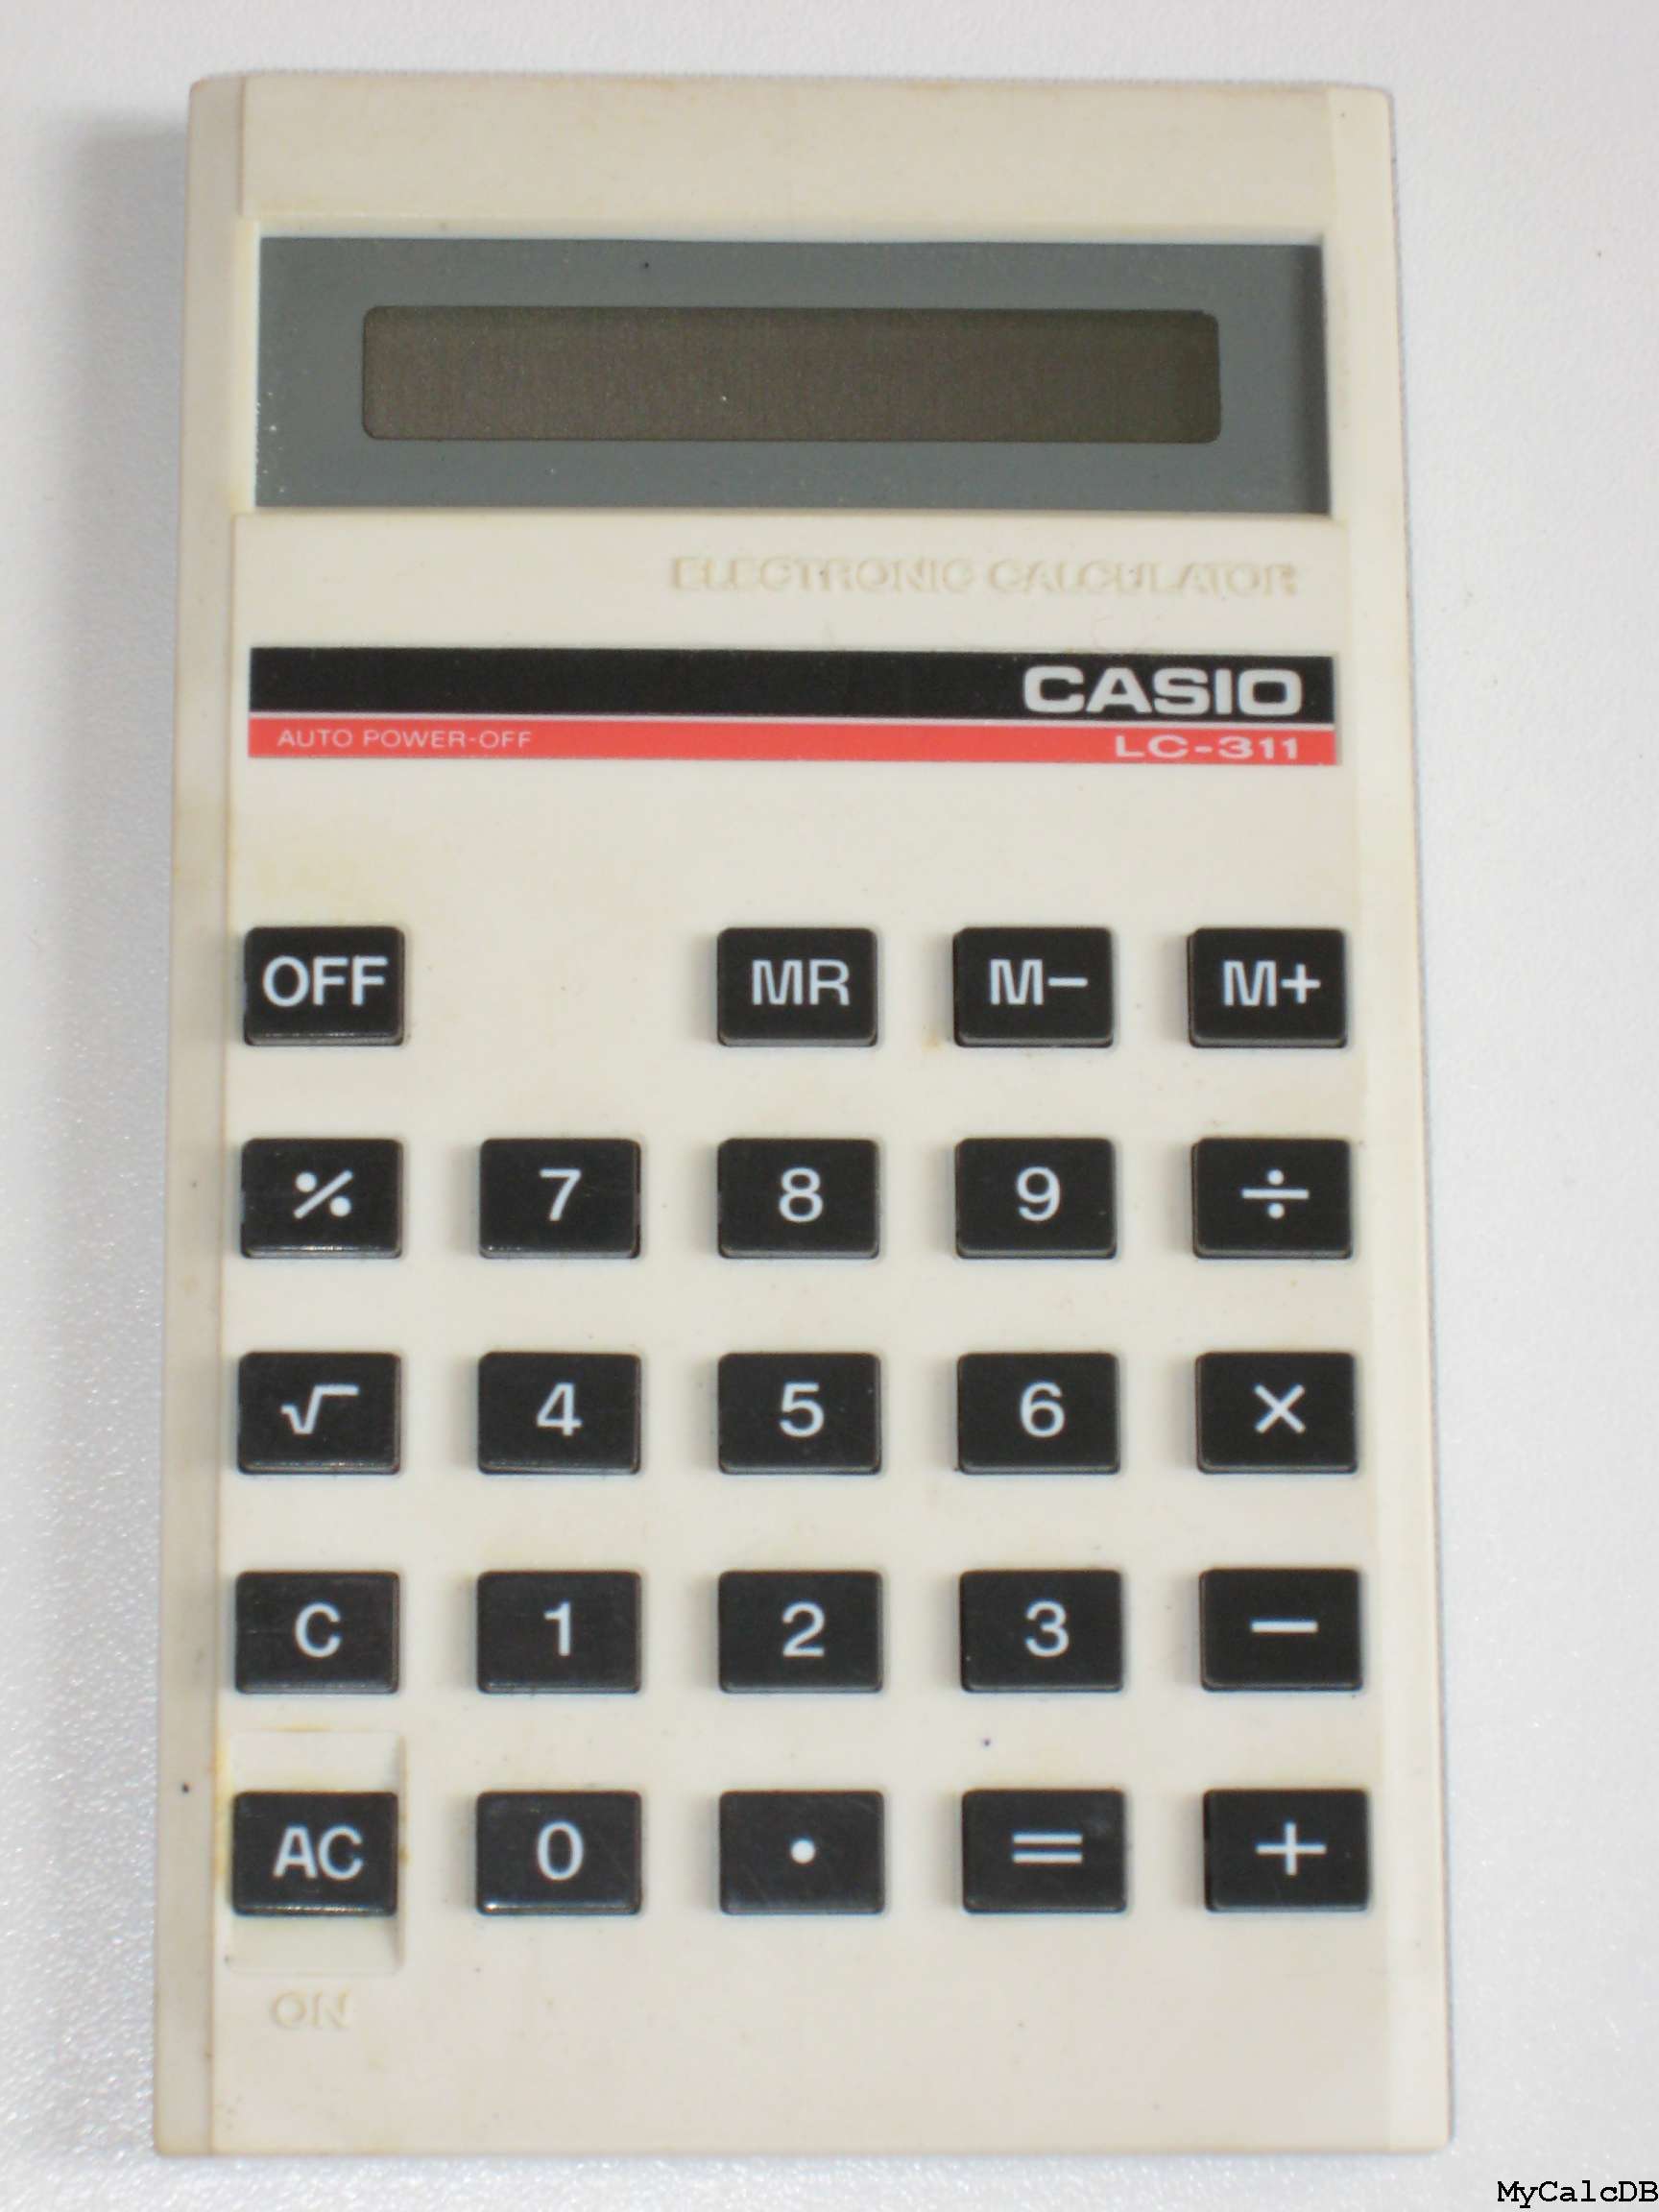 ELECTRONIC CALCULATOR
CASIO
AUTO POWER-OFF LC-311
OFF MR M− M+
% 7 8 9 ÷
√ 4 5 6 ×
C 1 2 3 −
AC 0 . = +
ON
MyCalcDB